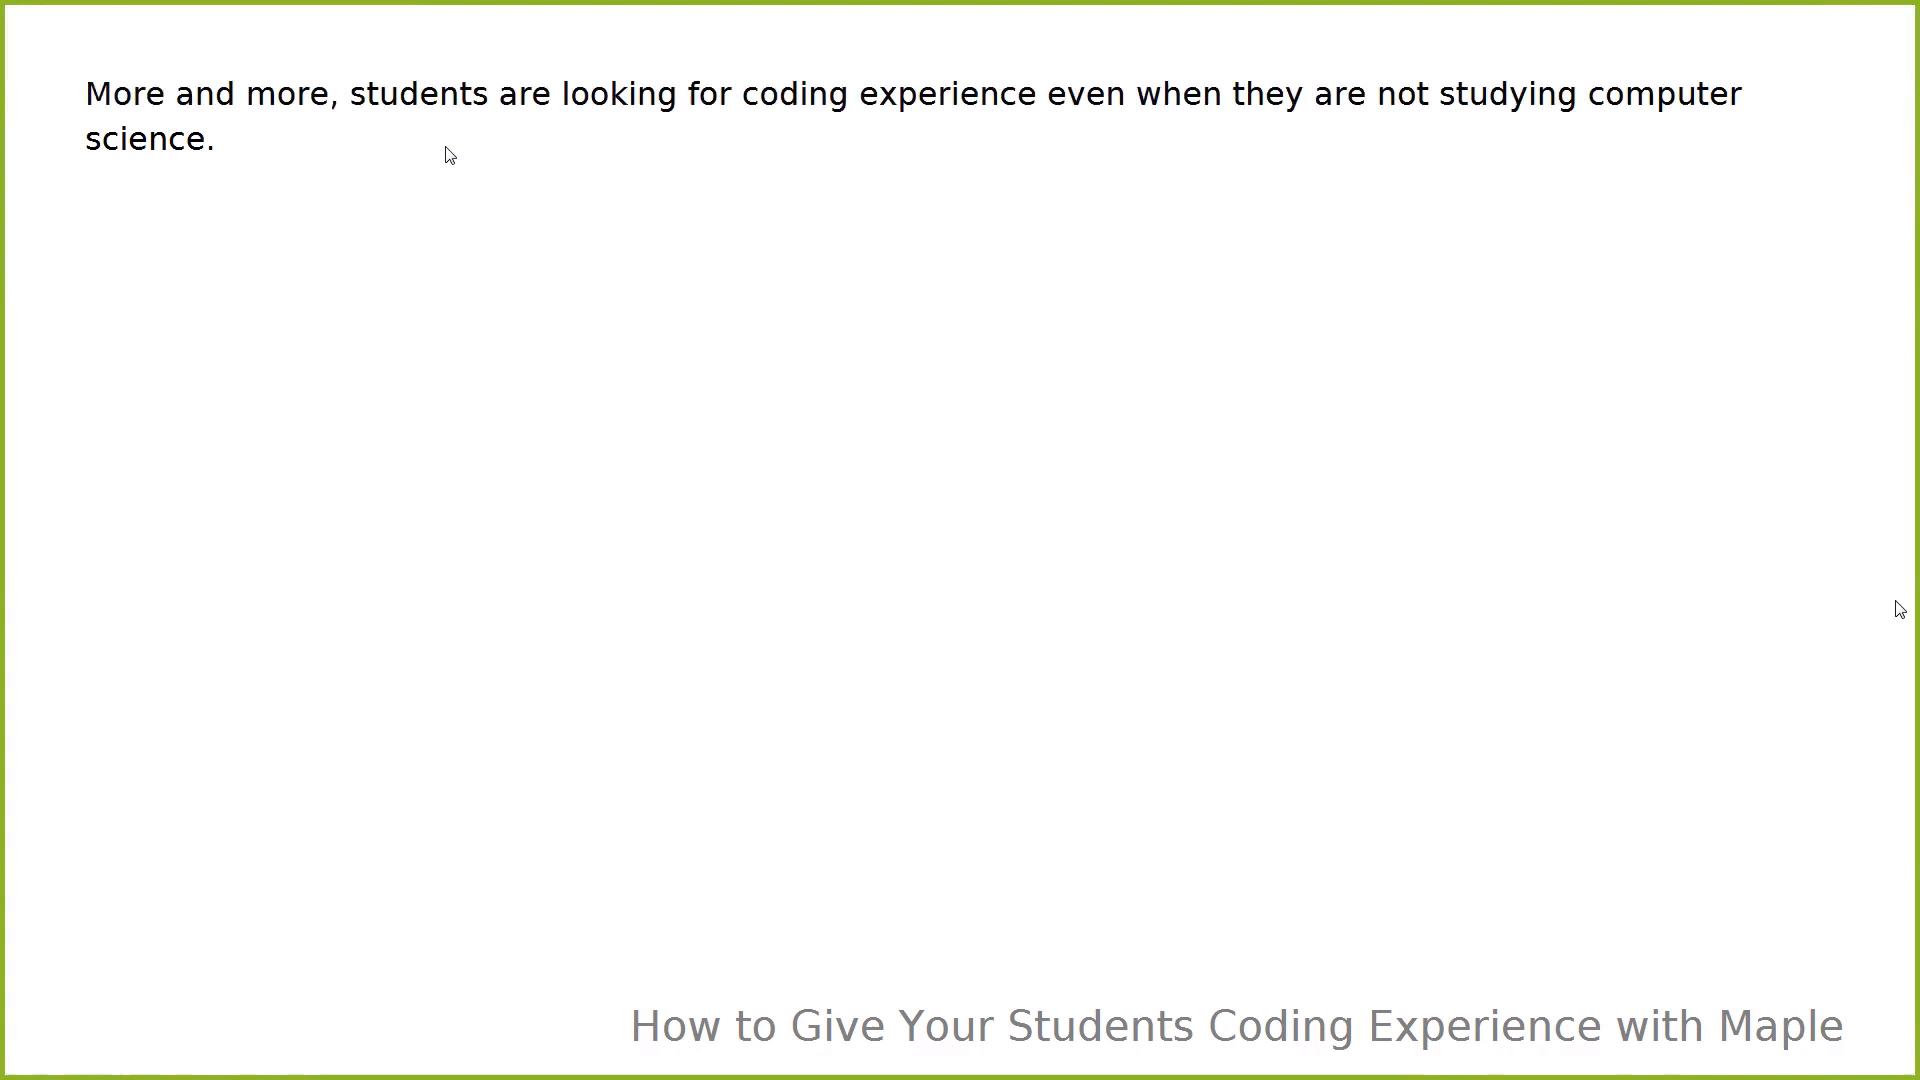 More and more, students are looking for coding experience even when they are not studying computer
science.
How to Give Your Students Coding Experience with Maple